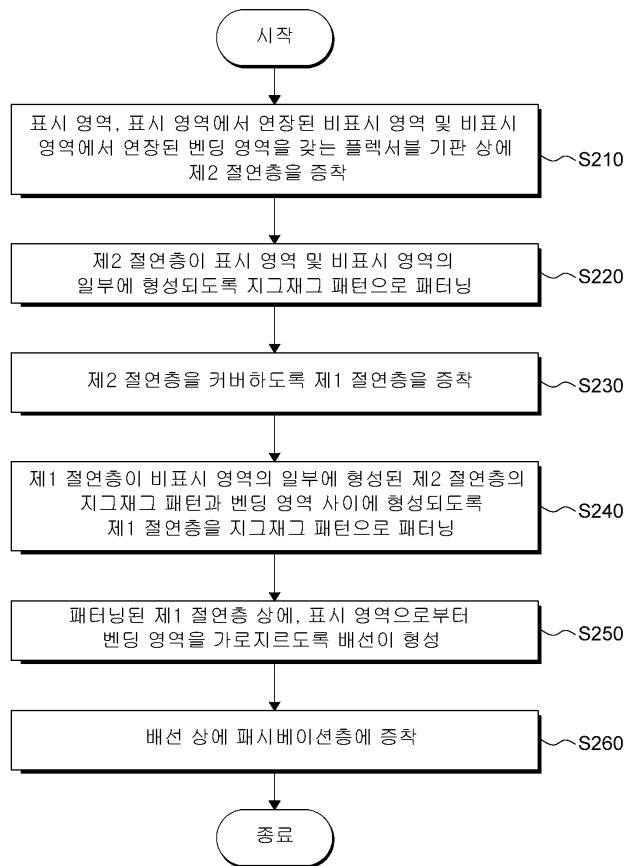 시작
표시 영역, 표시 영역에서 연장된 비표시 영역 및 비표시
영역에서 연장된 벤딩 영역을 갖는 플렉서블 기판 상에
제2 절연층을 증착
S210
제2 절연층이 표시 영역 및 비표시 영역의
일부에 형성되도록 지그재그 패턴으로 패터닝
S220
제2 절연층을 커버하도록 제1 절연층을 증착
S230
제1 절연층이 비표시 영역의 일부에 형성된 제2 절연층의
지그재그 패턴과 벤딩 영역 사이에 형성되도록
제1 절연층을 지그재그 패턴으로 패터닝
S240
패터닝된 제1 절연층 상에, 표시 영역으로부터
벤딩 영역을 가로지르도록 배선이 형성
S250
배선 상에 패시베이션층에 증착
S260
종료